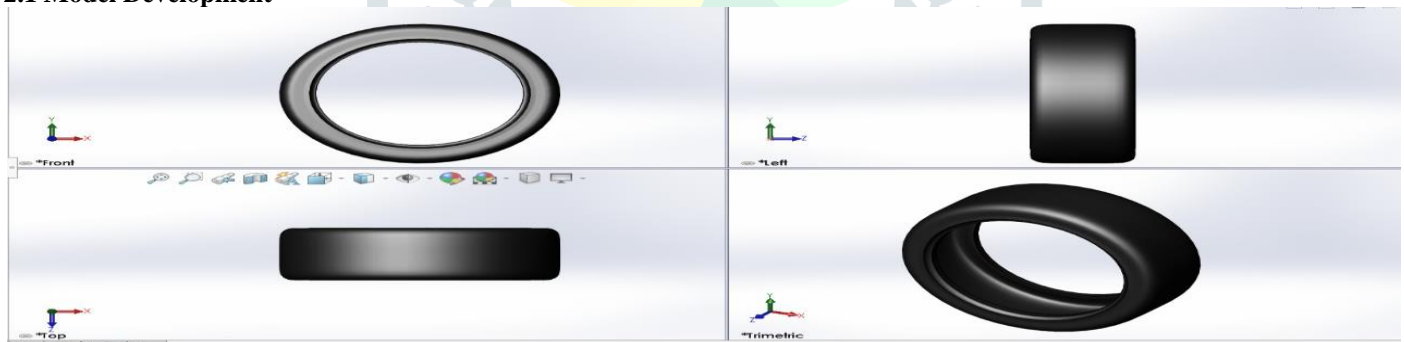 2.1 Model Development
Y
X
*Front
Y
Z
*Left
X
Z
*Top
Y
Z
X
*Trimetric